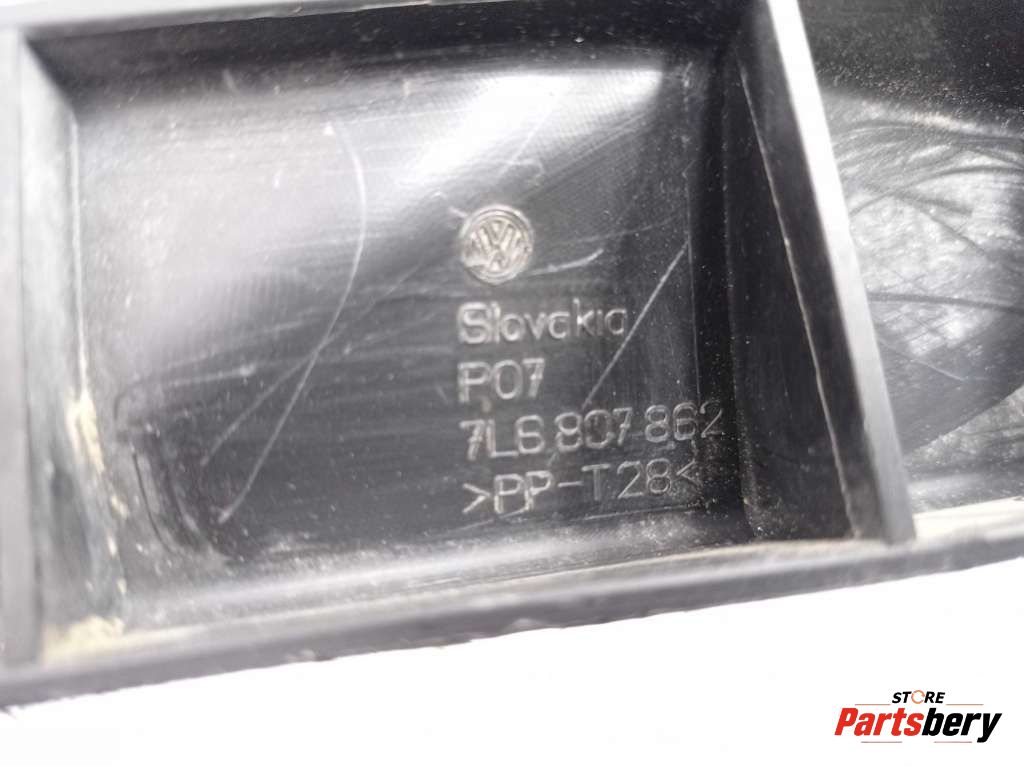 Slovakia
P07
7L6 807 862
>PP-T28<
STORE
Partsbery